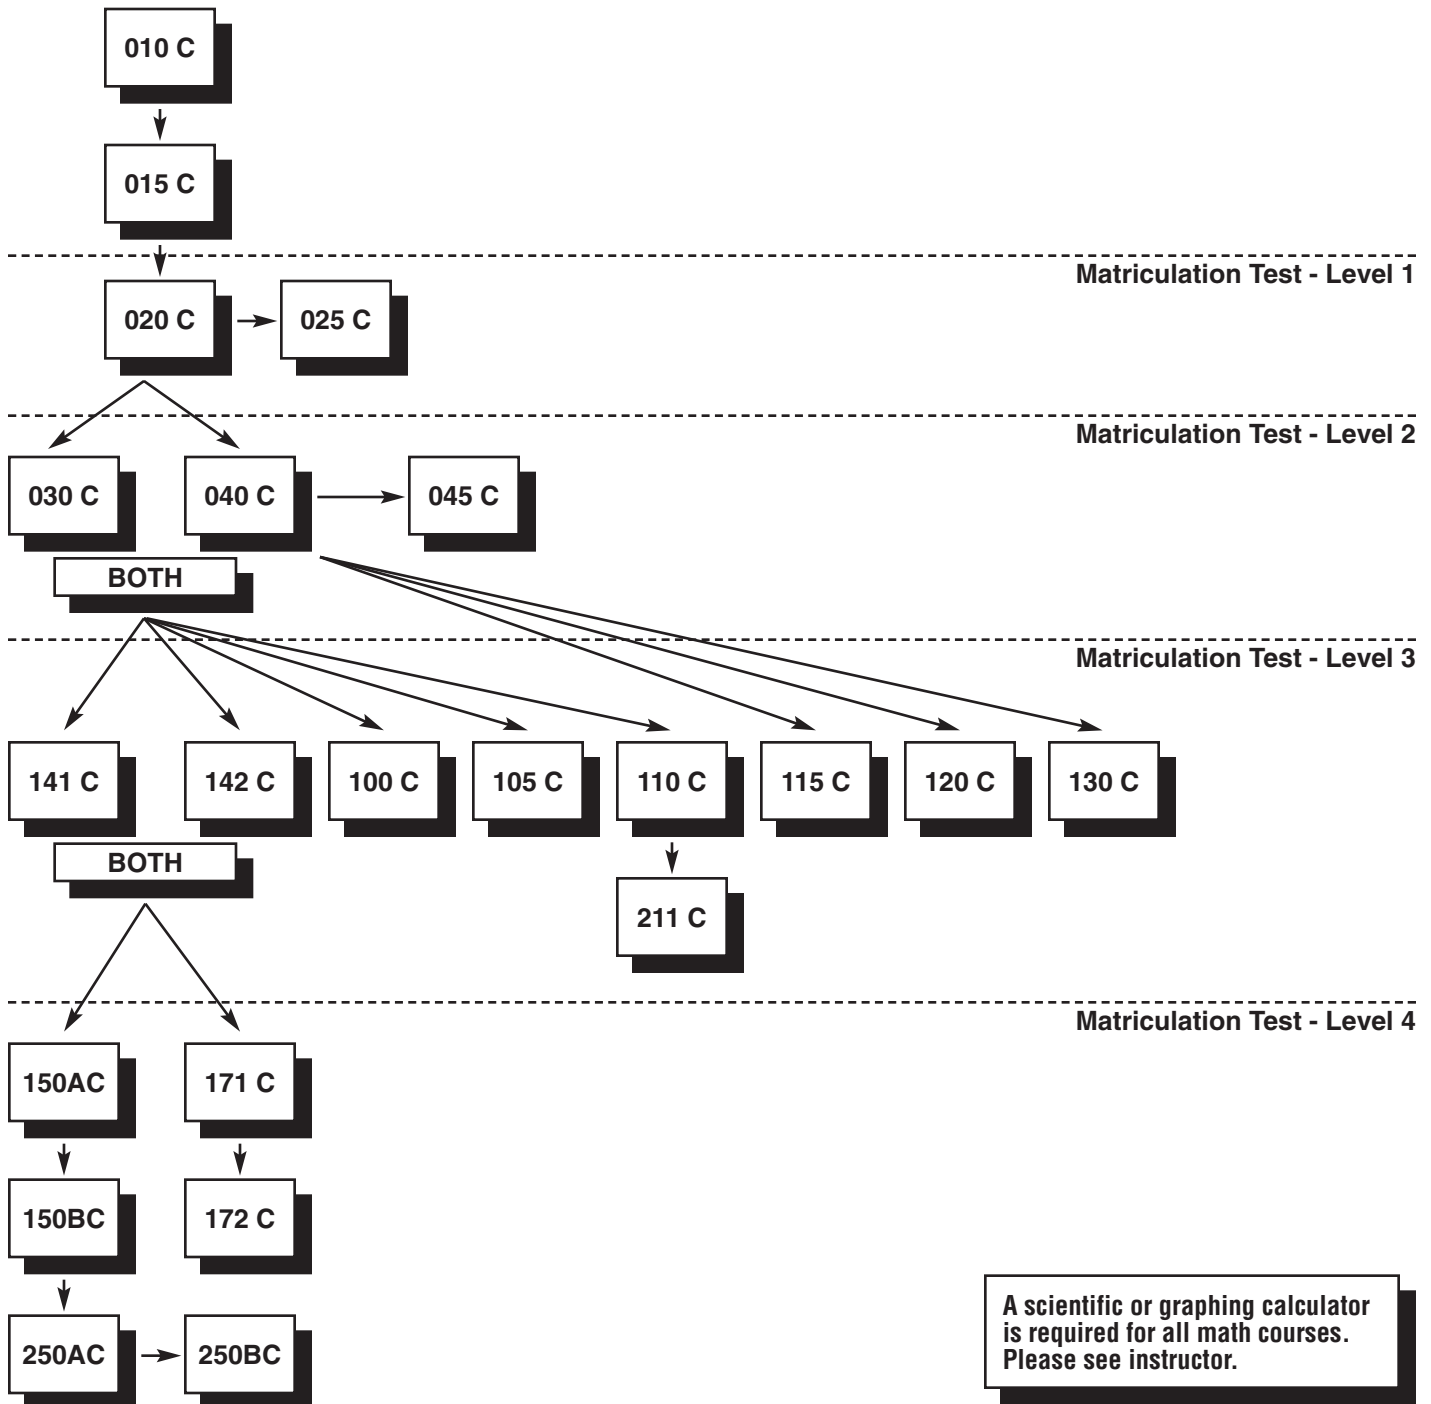 010 C
015 C
Matriculation Test - Level 1
020 C
025 C
Matriculation Test - Level 2
030 C
040 C
045 C
BOTH
Matriculation Test - Level 3
141 C
142 C
100 C
105 C
110 C
115 C
120 C
130 C
BOTH
211 C
Matriculation Test - Level 4
150AC
171 C
150BC
172 C
250AC
250BC
A scientific or graphing calculator
is required for all math courses.
Please see instructor.